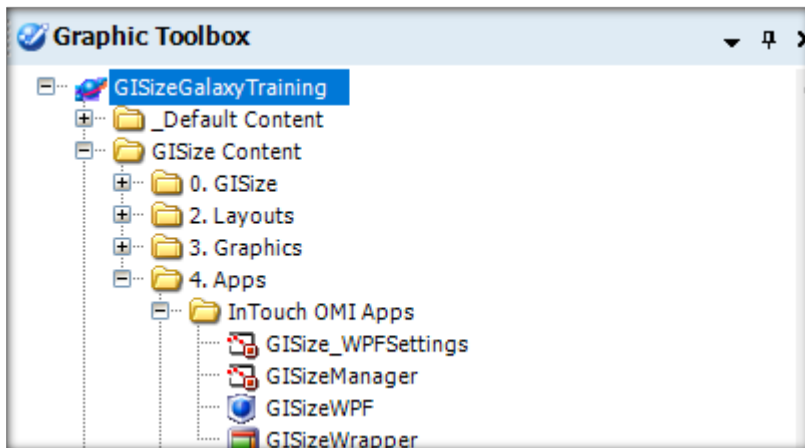 Graphic Toolbox
GISizeGalaxyTraining
_Default Content
GISize Content
0. GISize
2. Layouts
3. Graphics
4. Apps
InTouch OMI Apps
GISize_WPFSettings
GISizeManager
GISizeWPF
GISizeWrapper